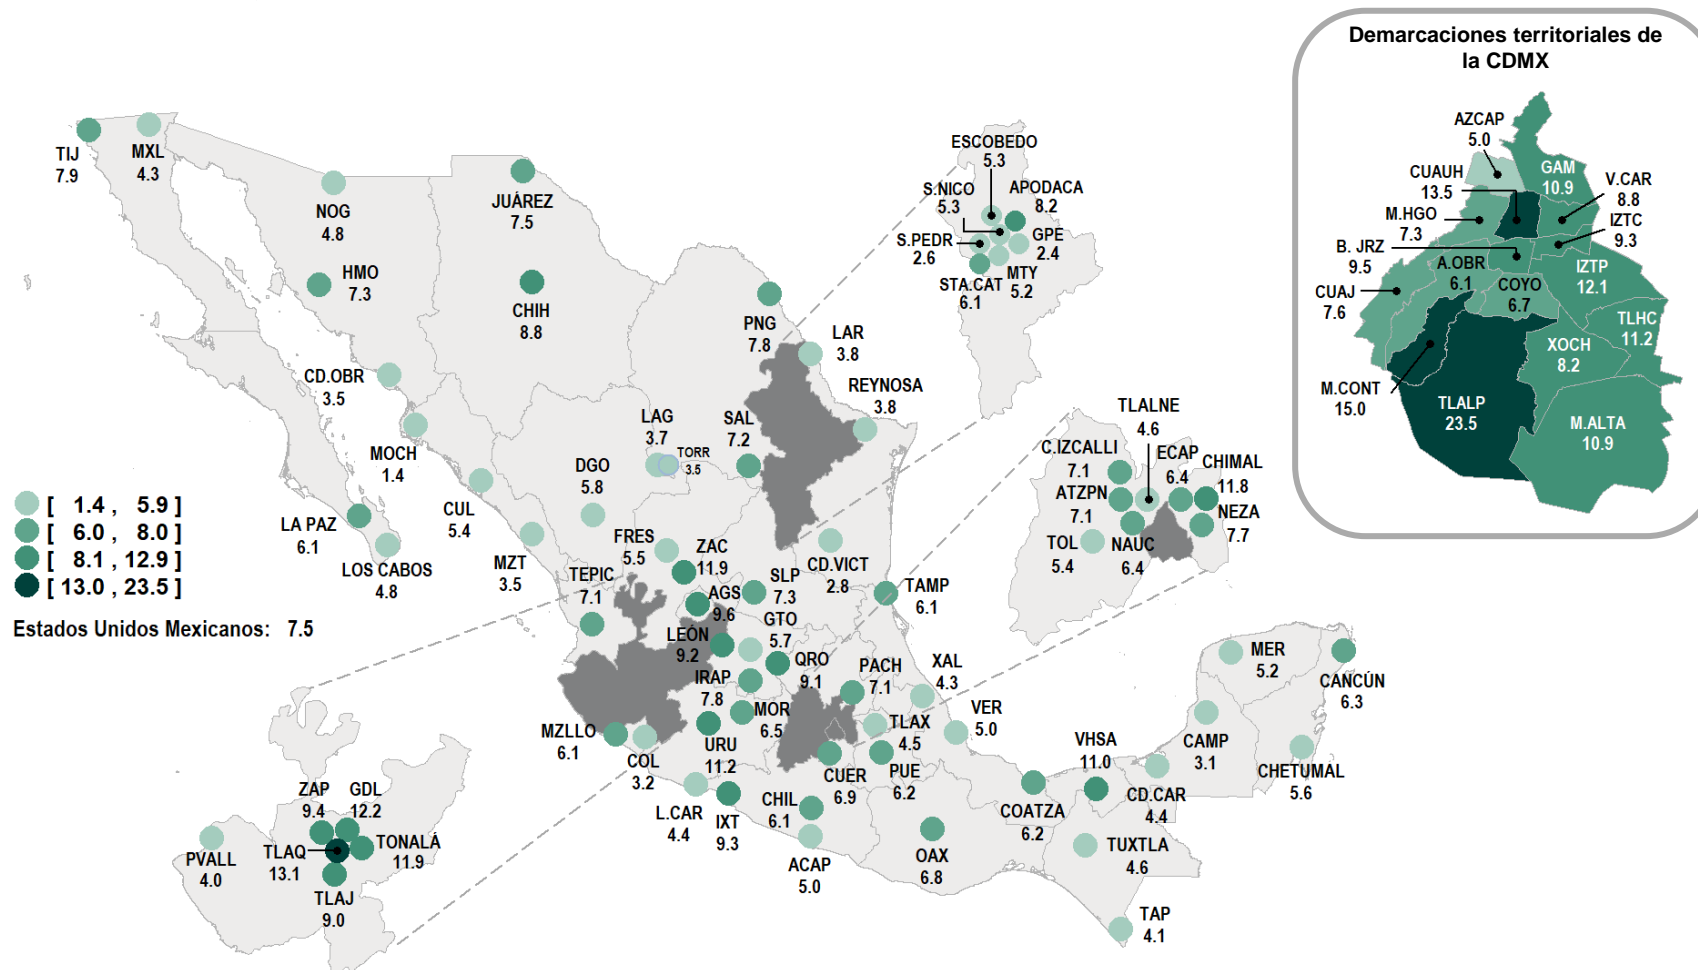 Demarcaciones territoriales de
la CDMX
AZCAP
5.0
CUAUH
13.5
GAM
10.9
V.CAR
8.8
M.HGO
7.3
IZTC
9.3
B. JRZ
9.5
A.OBR
6.1
COYO
6.7
IZTP
12.1
CUAJ
7.6
TLHC
11.2
XOCH
8.2
M.CONT
15.0
TLALP
23.5
M.ALTA
10.9
TIJ
7.9
MXL
4.3
NOG
4.8
HMO
7.3
JUÁREZ
7.5
CHIH
8.8
CD.OBR
3.5
MOCH
1.4
CUL
5.4
LA PAZ
6.1
LOS CABOS
4.8
MZT
3.5
DGO
5.8
LAG
3.7
TORR
3.5
SAL
7.2
PNG
7.8
LAR
3.8
REYNOSA
3.8
ESCOBEDO
5.3
S.NICO
5.3
APODACA
8.2
S.PEDR
2.6
GPE
2.4
STA.CAT
6.1
MTY
5.2
TLALNE
4.6
C.IZCALLI
7.1
ECAP
6.4
CHIMAL
11.8
ATZPN
7.1
NEZA
7.7
TOL
5.4
NAUC
6.4
[ 1.4 , 5.9 ]
[ 6.0 , 8.0 ]
[ 8.1 , 12.9 ]
[ 13.0 , 23.5 ]
Estados Unidos Mexicanos: 7.5
FRES
5.5
ZAC
11.9
TEPIC
7.1
AGS
9.6
SLP
7.3
CD.VICT
2.8
TAMP
6.1
LEÓN
9.2
GTO
5.7
QRO
9.1
IRAP
7.8
PACH
7.1
XAL
4.3
VER
5.0
MOR
6.5
MZLLO
6.1
COL
3.2
URU
11.2
TLAX
4.5
CUER
6.9
PUE
6.2
L.CAR
4.4
IXT
9.3
CHIL
6.1
ACAP
5.0
OAX
6.8
COATZA
6.2
VHSA
11.0
CD.CAR
4.4
CAMP
3.1
MER
5.2
CANCÚN
6.3
CHETUMAL
5.6
TUXTLA
4.6
TAP
4.1
ZAP
9.4
GDL
12.2
PVALL
4.0
TLAQ
13.1
TONALÁ
11.9
TLAJ
9.0